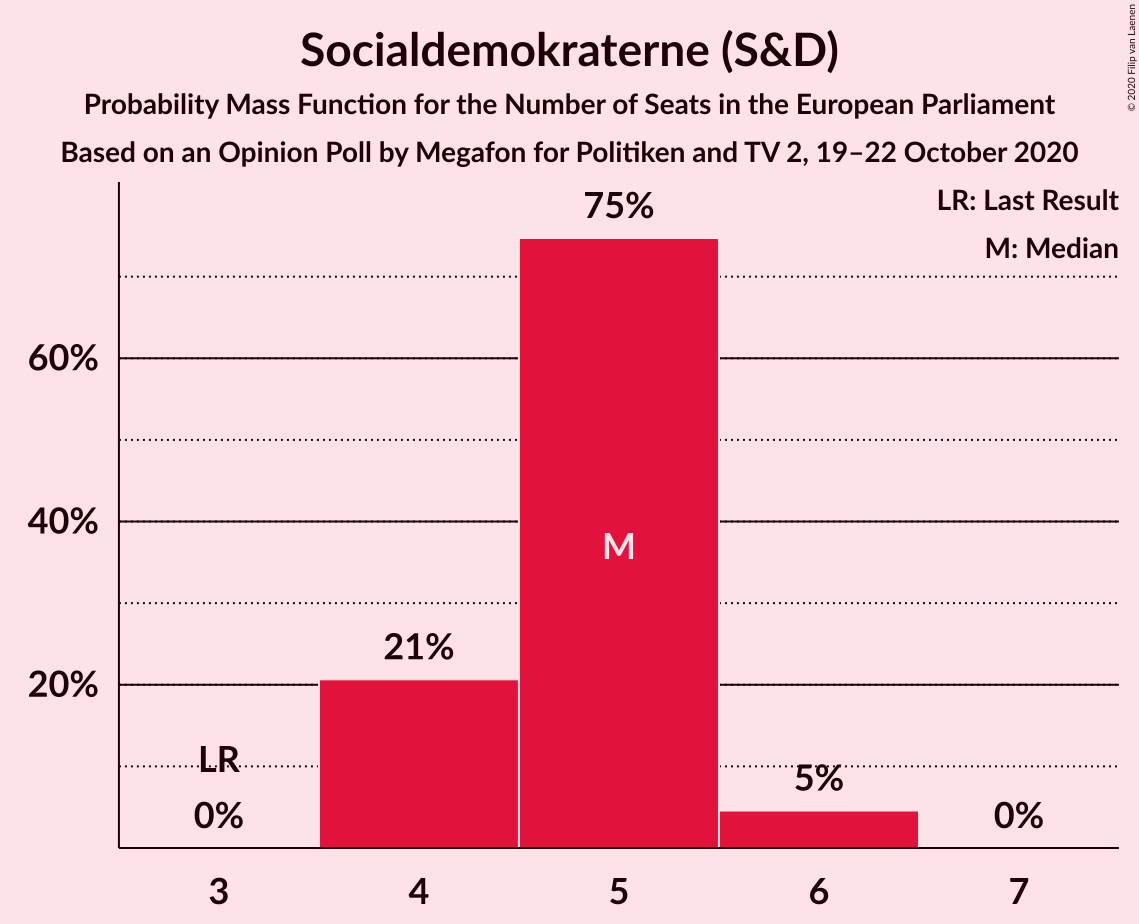 Socialdemokraterne (S&D)
Probability Mass Function for the Number of Seats in the European Parliament
Based on an Opinion Poll by Megafon for Politiken and TV 2, 19–22 October 2020
© 2020 Filip van Laenen
LR: Last Result
M: Median
75%
60%
40%
M
21%
20%
LR
5%
0%
0%
3
4
5
6
7